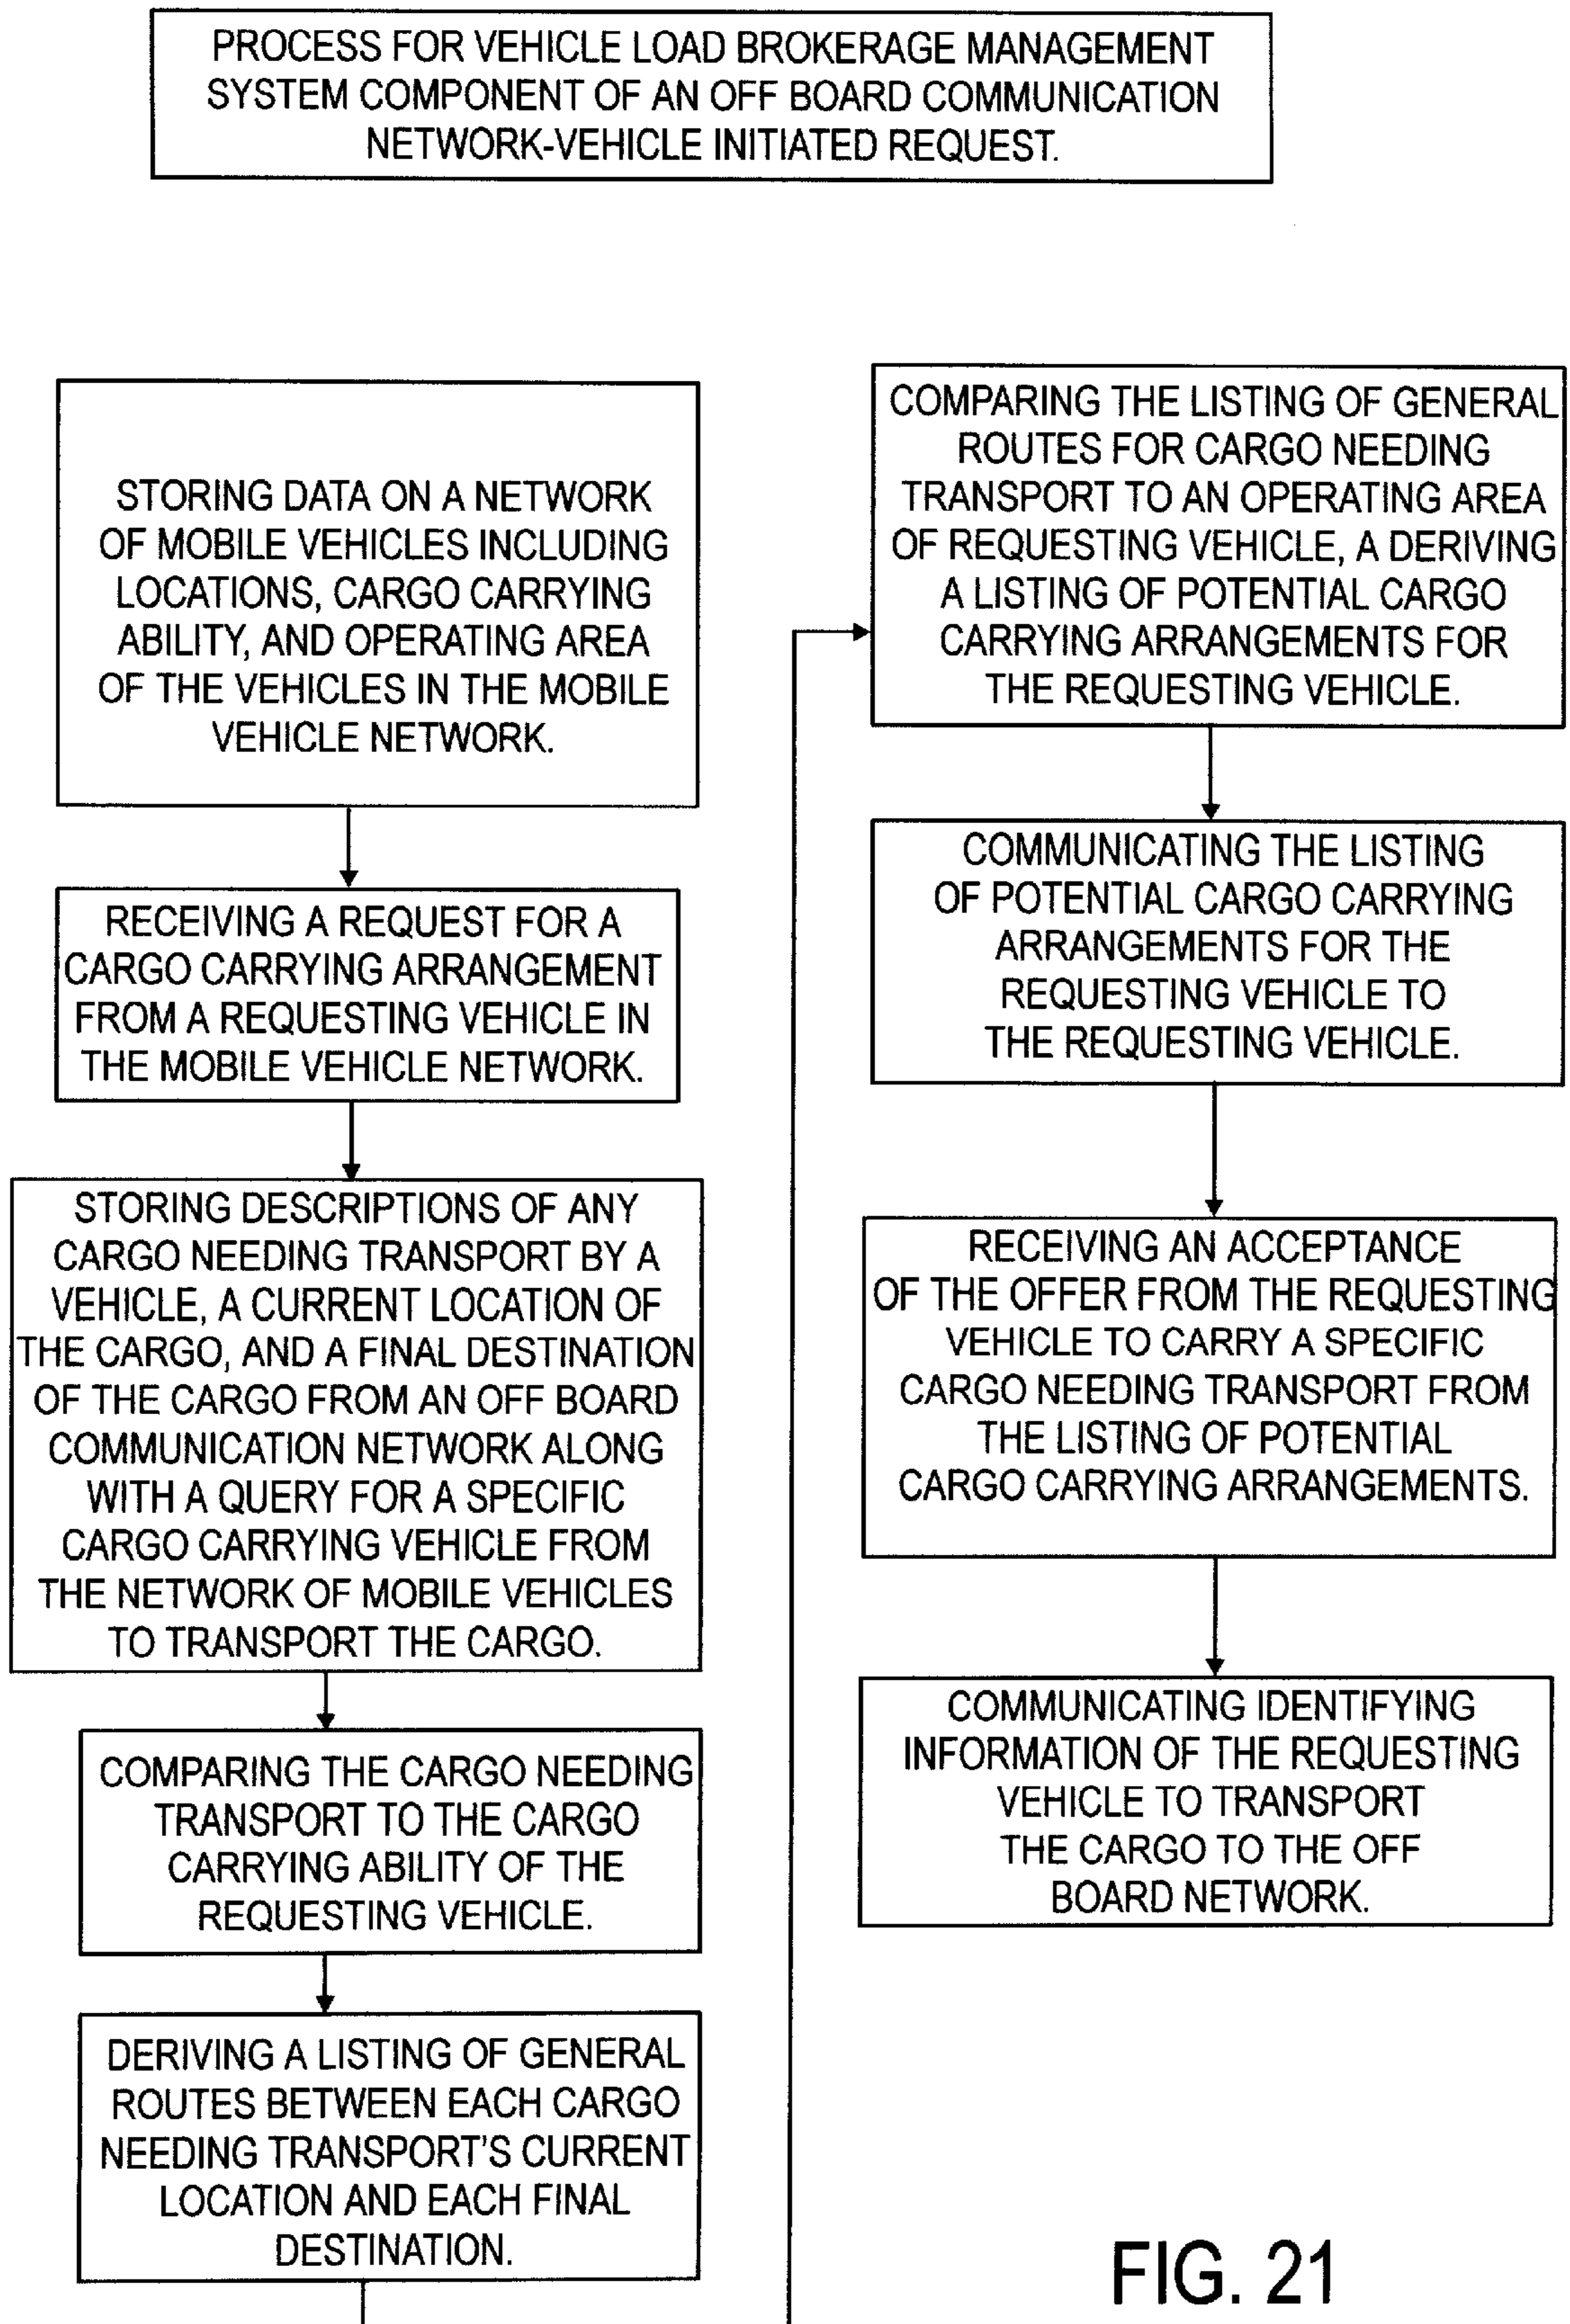 PROCESS FOR VEHICLE LOAD BROKERAGE MANAGEMENT
SYSTEM COMPONENT OF AN OFF BOARD COMMUNICATION
NETWORK-VEHICLE INITIATED REQUEST.
STORING DATA ON A NETWORK
OF MOBILE VEHICLES INCLUDING
LOCATIONS, CARGO CARRYING
ABILITY, AND OPERATING AREA
OF THE VEHICLES IN THE MOBILE
VEHICLE NETWORK.
RECEIVING A REQUEST FOR A
CARGO CARRYING ARRANGEMENT
FROM A REQUESTING VEHICLE IN
THE MOBILE VEHICLE NETWORK.
STORING DESCRIPTIONS OF ANY
CARGO NEEDING TRANSPORT BY A
VEHICLE, A CURRENT LOCATION OF
THE CARGO, AND A FINAL DESTINATION
OF THE CARGO FROM AN OFF BOARD
COMMUNICATION NETWORK ALONG
WITH A QUERY FOR A SPECIFIC
CARGO CARRYING VEHICLE FROM
THE NETWORK OF MOBILE VEHICLES
TO TRANSPORT THE CARGO.
COMPARING THE CARGO NEEDING
TRANSPORT TO THE CARGO
CARRYING ABILITY OF THE
REQUESTING VEHICLE.
DERIVING A LISTING OF GENERAL
ROUTES BETWEEN EACH CARGO
NEEDING TRANSPORT'S CURRENT
LOCATION AND EACH FINAL
DESTINATION.
COMPARING THE LISTING OF GENERAL
ROUTES FOR CARGO NEEDING
TRANSPORT TO AN OPERATING AREA
OF REQUESTING VEHICLE, A DERIVING
A LISTING OF POTENTIAL CARGO
CARRYING ARRANGEMENTS FOR
THE REQUESTING VEHICLE.
COMMUNICATING THE LISTING
OF POTENTIAL CARGO CARRYING
ARRANGEMENTS FOR THE
REQUESTING VEHICLE TO
THE REQUESTING VEHICLE.
RECEIVING AN ACCEPTANCE
OF THE OFFER FROM THE REQUESTING
VEHICLE TO CARRY A SPECIFIC
CARGO NEEDING TRANSPORT FROM
THE LISTING OF POTENTIAL
CARGO CARRYING ARRANGEMENTS.
COMMUNICATING IDENTIFYING
INFORMATION OF THE REQUESTING
VEHICLE TO TRANSPORT
THE CARGO TO THE OFF
BOARD NETWORK.
FIG. 21